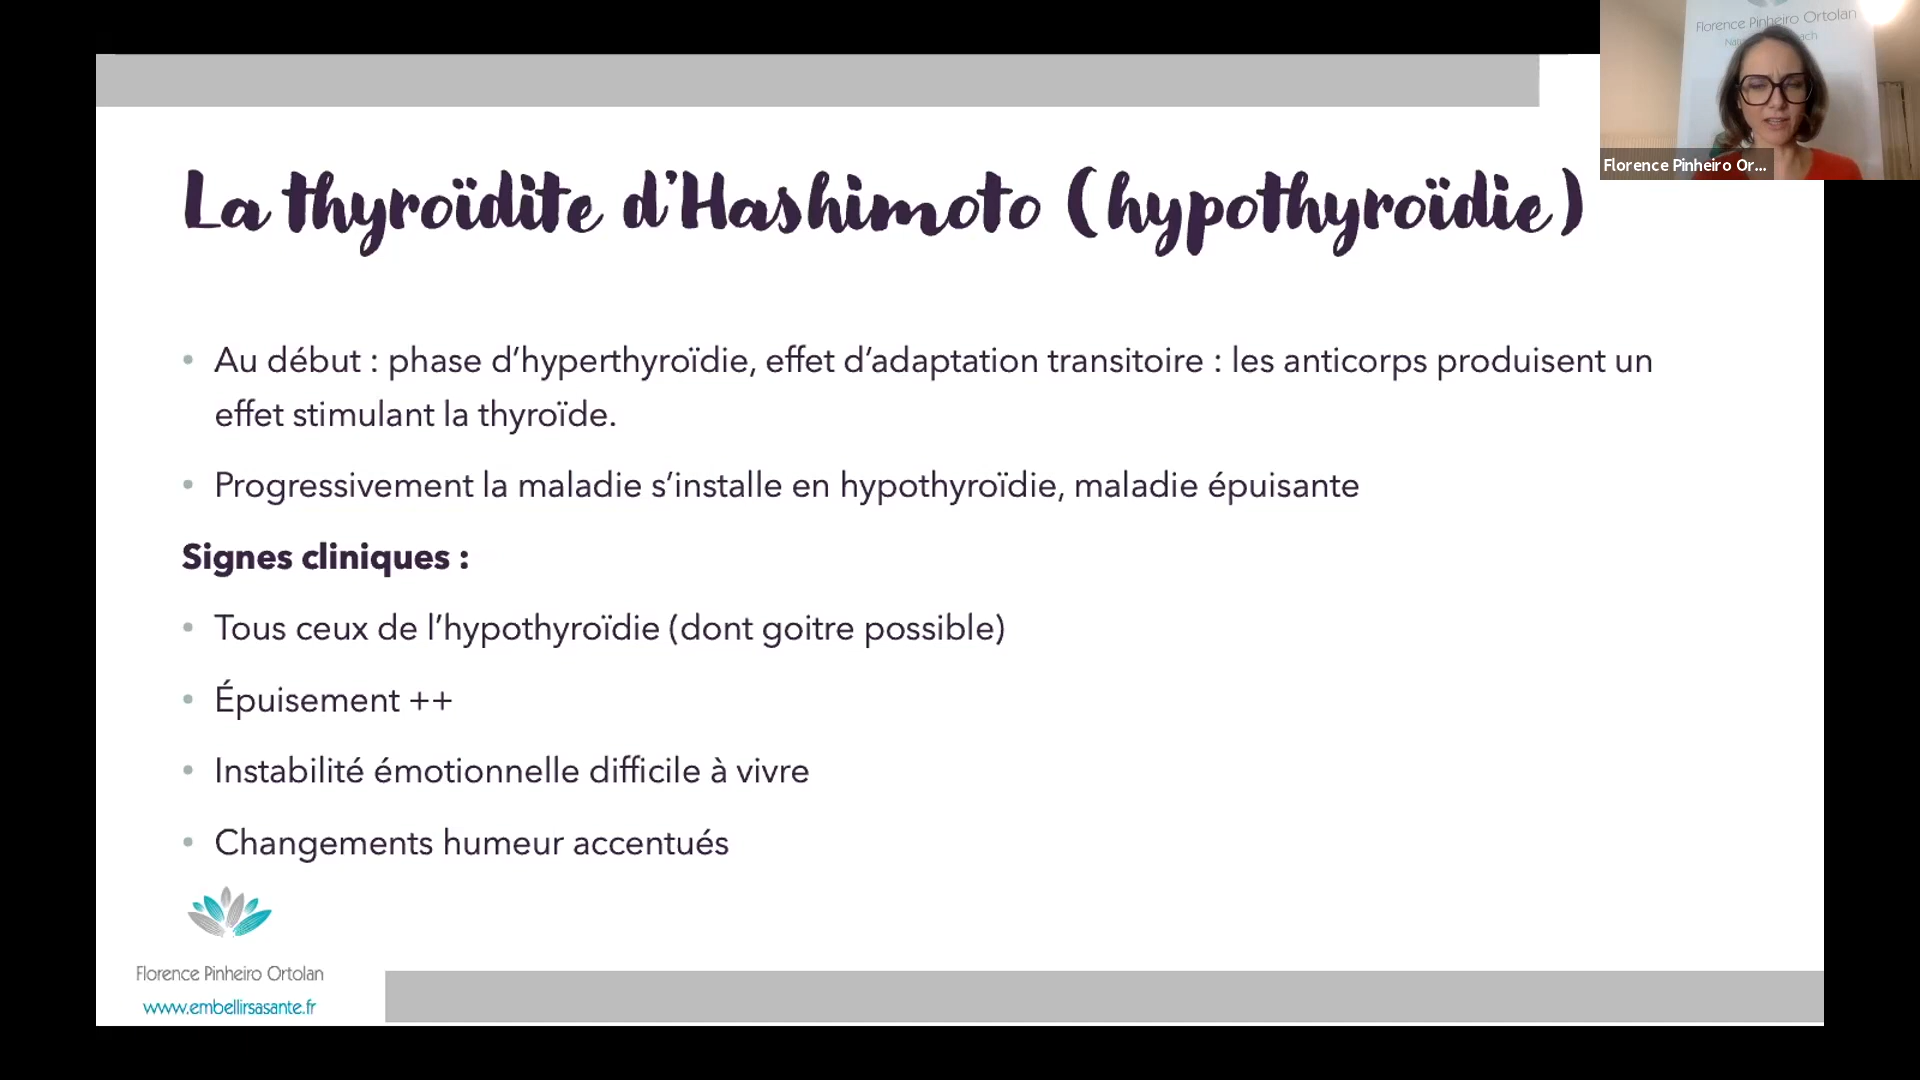 Florence Pinheiro Ortolan
Florence Pinheiro Or...
La thyroïdite d'Hashimoto (hypothyroïdie)
• Au début : phase d'hyperthyroïdie, effet d'adaptation transitoire : les anticorps produisent un
effet stimulant la thyroïde.
• Progressivement la maladie s'installe en hypothyroïdie, maladie épuisante
Signes cliniques :
• Tous ceux de l'hypothyroïdie (dont goitre possible)
• Épuisement ++
• Instabilité émotionnelle difficile à vivre
• Changements humeur accentués
Florence Pinheiro Ortolan
www.embellirsasante.fr